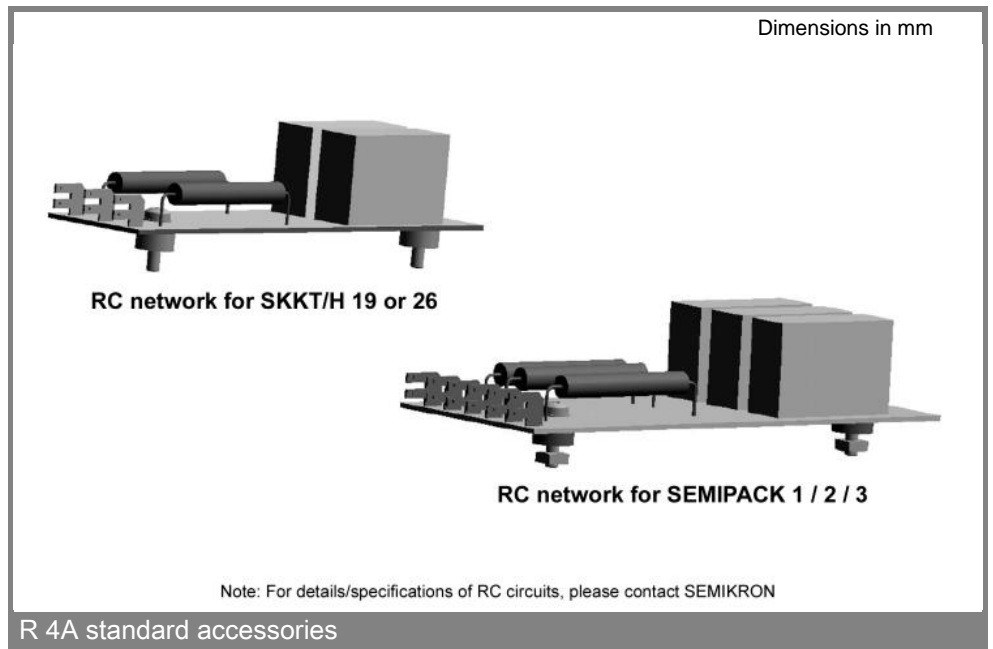 Dimensions in mm
RC network for SKKT/H 19 or 26
RC network for SEMIPACK 1 / 2 / 3
Note: For details/specifications of RC circuits, please contact SEMIKRON
R 4A standard accessories